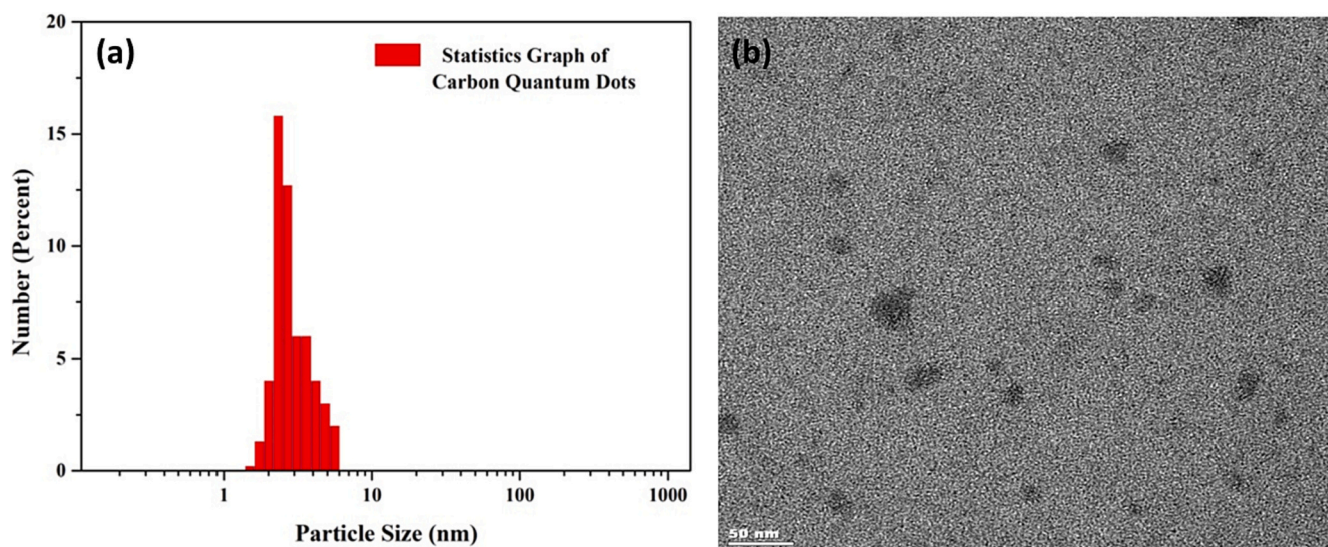 (a)
Statistics Graph of
Carbon Quantum Dots
20
15
10
5
0
Number (Percent)
1 10 100 1000
Particle Size (nm)
(b)
50 nm